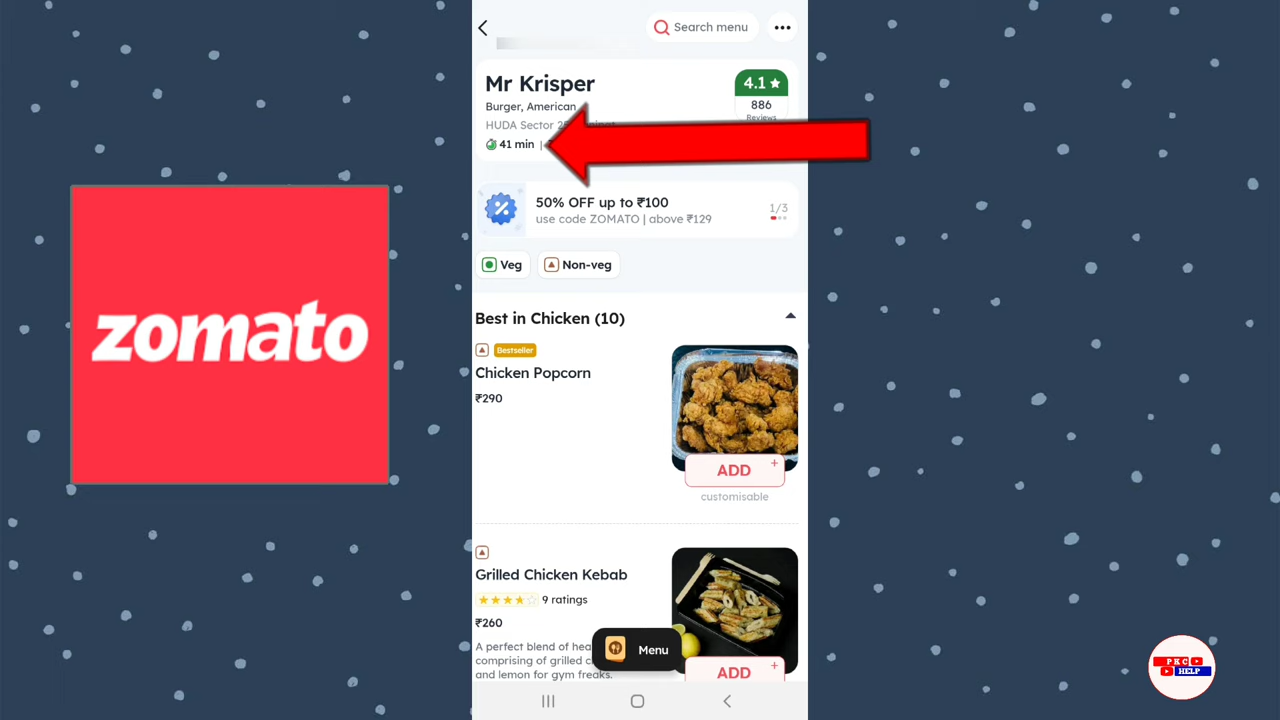 zomato
Search menu
Mr Krisper
4.1
Burger, American
886
Reviews
HUDA Sector
41 min |
50% OFF up to ₹100
use code ZOMATO | above ₹129
1/3
Veg
Non-veg
Best in Chicken (10)
Bestseller
Chicken Popcorn
₹290
ADD +
customisable
Grilled Chicken Kebab
9 ratings
₹260
A perfect blend of
comprising of grilled
and lemon for gym freaks.
Menu
ADD +
PKC
HELP